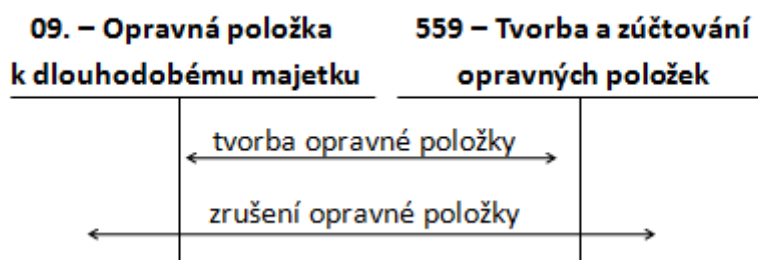 09. – Opravná položka
k dlouhodobému majetku
559 – Tvorba a zúčtování
opravných položek
tvorba opravné položky
zrušení opravné položky